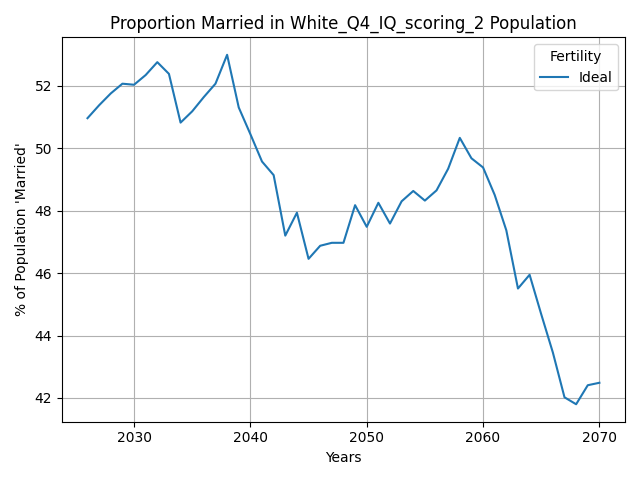 Proportion Married in White_Q4_IQ_scoring_2 Population
Fertility
Ideal
% of Population 'Married'
52
50
48
46
44
42
2030 2040 2050 2060 2070
Years